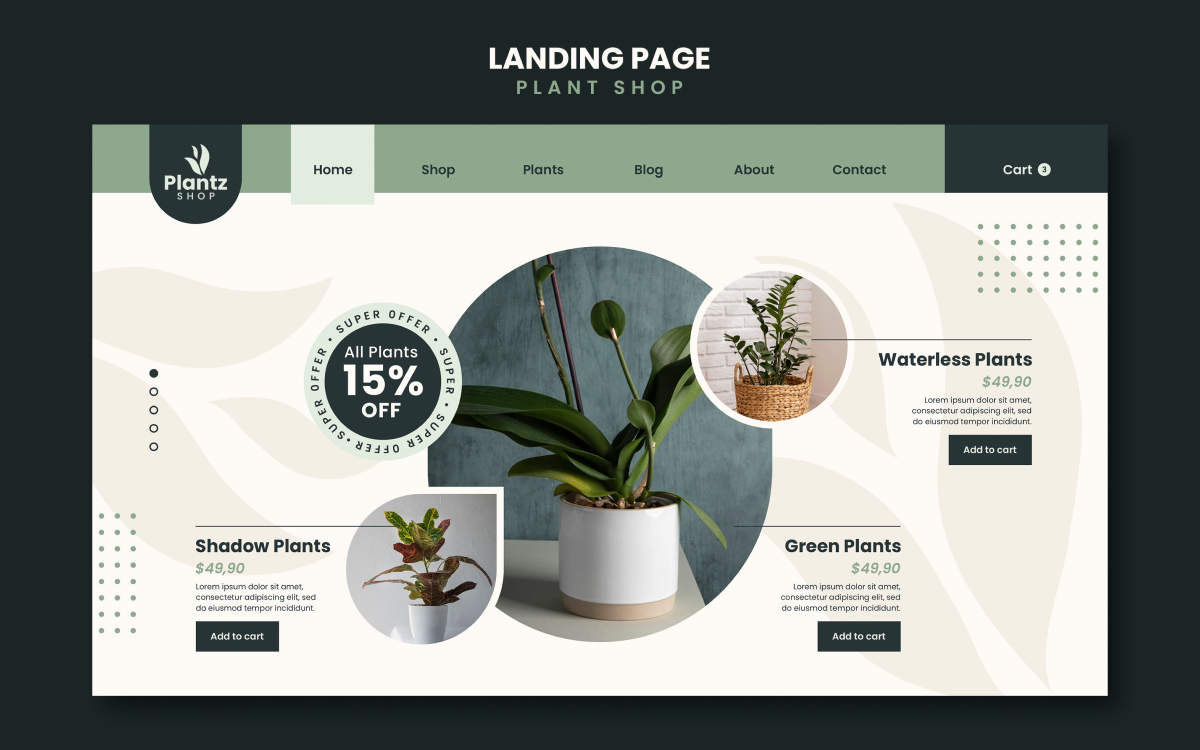 LANDING PAGE
PLANT SHOP
Plantz
SHOP
Home
Shop
Plants
Blog
About
Contact
Cart 3
SUPER OFFER • SUPER OFFER • SUPER OFFER • SUPER OFFER •
All Plants
15%
OFF
Waterless Plants
$49,90
Lorem ipsum dolor sit amet,
consectetur adipiscing elit, sed
do eiusmod tempor incididunt.
Add to cart
Shadow Plants
$49,90
Lorem ipsum dolor sit amet,
consectetur adipiscing elit, sed
do eiusmod tempor incididunt.
Add to cart
Green Plants
$49,90
Lorem ipsum dolor sit amet,
consectetur adipiscing elit, sed
do eiusmod tempor incididunt.
Add to cart